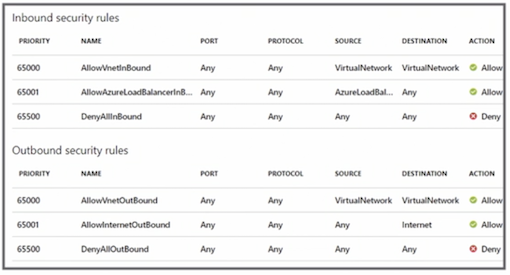 Inbound security rules
PRIORITY NAME PORT PROTOCOL SOURCE DESTINATION ACTION
65000 AllowVnetInBound Any Any VirtualNetwork VirtualNetwork Allow
65001 AllowAzureLoadBalancerInB... Any Any AzureLoadBal... Any Allow
65500 DenyAllInBound Any Any Any Any Deny
Outbound security rules
PRIORITY NAME PORT PROTOCOL SOURCE DESTINATION ACTION
65000 AllowVnetOutBound Any Any VirtualNetwork VirtualNetwork Allow
65001 AllowInternetOutBound Any Any Any Internet Allow
65500 DenyAllOutBound Any Any Any Any Deny